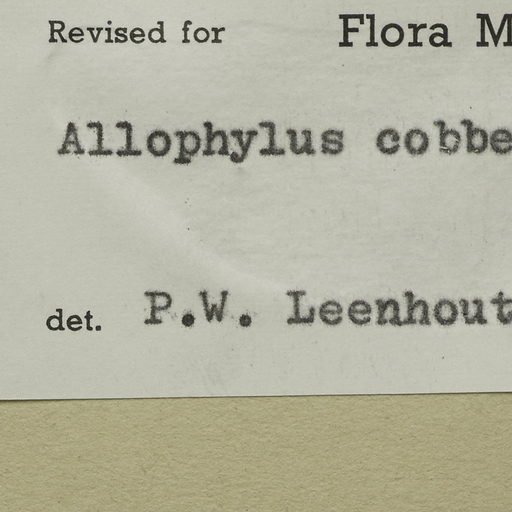 Revised for Flora M
Allophylus cobbe
det. P.W. Leenhout